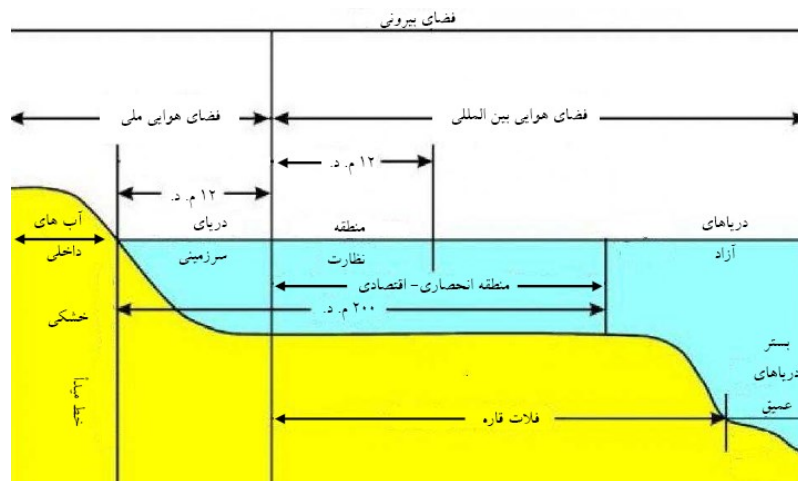 فضای بیرونی
فضای هوایی بین المللی
فضای هوایی ملی
۱۲ م. د.
۱۲ م. د.
دریاهای
آزاد
منطقه
نظارت
دریای
سرزمینی
آب های
داخلی
منطقه انحصاری- اقتصادی
۲۰۰ م. د.
خشکی
بستر
دریاهای
عمیق
خط مبدأ
فلات قاره